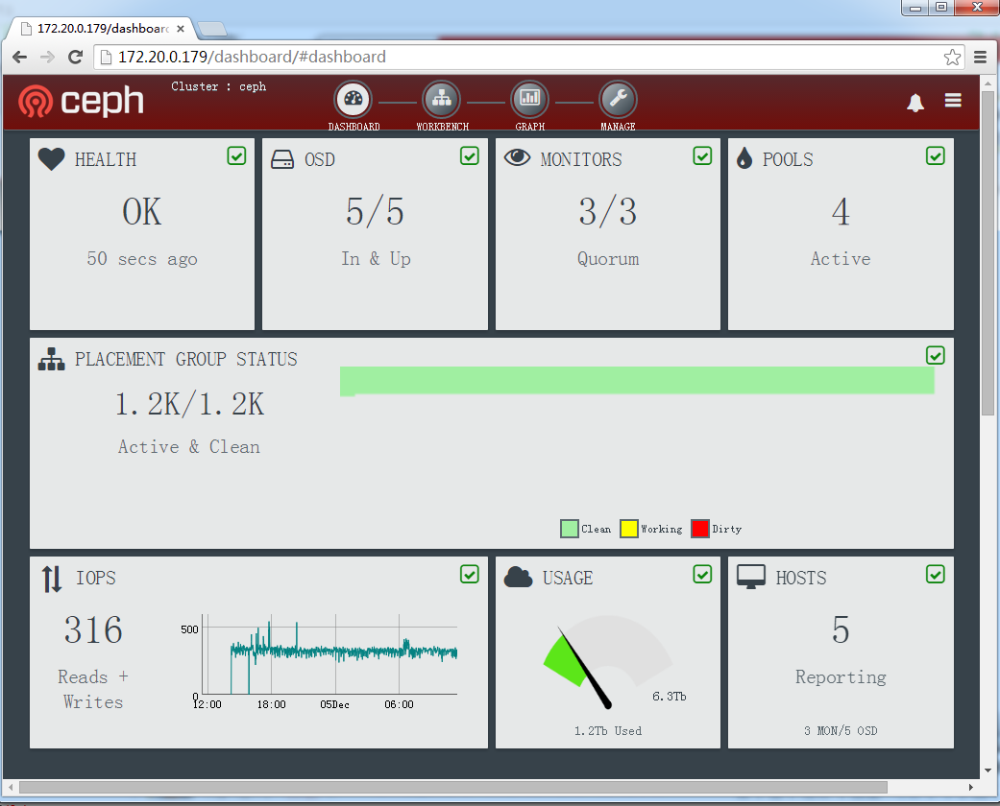 172.20.0.179/dashboar
172.20.0.179/dashboard/#dashboard
ceph
Cluster : ceph
DASHBOARD
WORKBENCH
GRAPH
MANAGE
HEALTH
OK
50 secs ago
OSD
5/5
In & Up
MONITORS
3/3
Quorum
POOLS
4
Active
PLACEMENT GROUP STATUS
1.2K/1.2K
Active & Clean
Clean
Working
Dirty
IOPS
316
Reads +
Writes
500
0
12:00
18:00
05Dec
06:00
USAGE
6.3Tb
1.2Tb Used
HOSTS
5
Reporting
3 MON/5 OSD